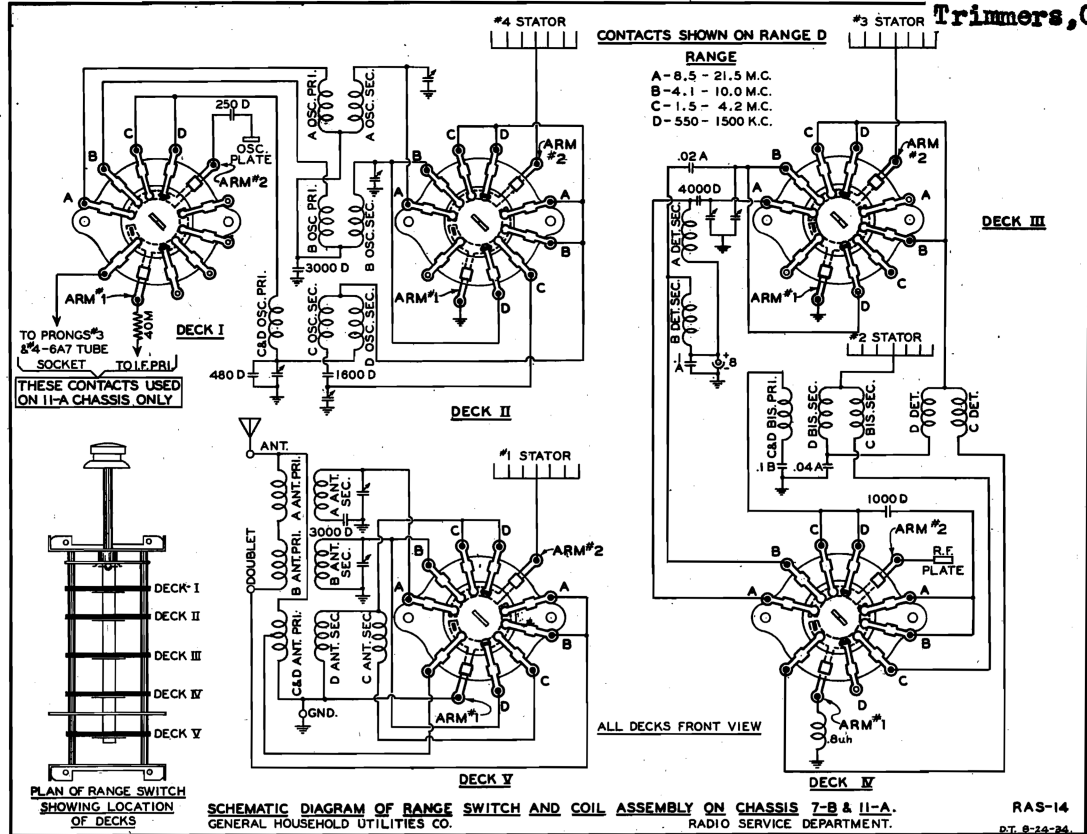 Trimmers,
#4 STATOR
CONTACTS SHOWN ON RANGE D
#3 STATOR
RANGE
A-8.5 - 21.5 M.C.
B-4.1 - 10.0 M.C.
C-1.5 - 4.2 M.C.
D-550 - 1500 K.C.
250 D
OSC. PLATE
ARM#2
C
D
B
A
ARM#1
40M
TO PRONGS#3
&#4-6A7 TUBE
SOCKET
TO I.F. PRI.
THESE CONTACTS USED
ON 11-A CHASSIS ONLY
DECK I
A OSC. PRI.
A OSC. SEC.
B OSC. PRI.
B OSC. SEC.
3000 D
C&D OSC. PRI.
C OSC. SEC.
D OSC. SEC.
480 D
1600 D
C
D
ARM
#2
B
A
A
B
C
D
ARM#1
DECK II
.02 A
4000 D
A DET. SEC.
B DET. SEC.
.1 A
+
8
-
C
D
ARM
#2
B
A
A
B
C
D
ARM#1
DECK III
#2 STATOR
C&D BIS. PRI.
D BIS. SEC.
C BIS. SEC.
D DET.
C DET.
.1 B
.04 A
1000 D
C
D
ARM#2
R.F.
PLATE
B
A
A
B
C
D
ARM#1
.8uh
DECK IV
ANT.
DOUBLET
A ANT. PRI.
A ANT.
SEC.
3000 D
B ANT. PRI.
B ANT.
SEC.
C&D ANT. PRI.
D ANT. SEC.
C ANT. SEC.
GND.
#1 STATOR
C
D
ARM#2
B
A
A
B
C
D
ARM#1
DECK V
ALL DECKS FRONT VIEW
DECK I
DECK II
DECK III
DECK IV
DECK V
PLAN OF RANGE SWITCH
SHOWING LOCATION
OF DECKS
SCHEMATIC DIAGRAM OF RANGE SWITCH AND COIL ASSEMBLY ON CHASSIS 7-B & 11-A.
GENERAL HOUSEHOLD UTILITIES CO. RADIO SERVICE DEPARTMENT.
RAS-14
D.T. 8-24-34.